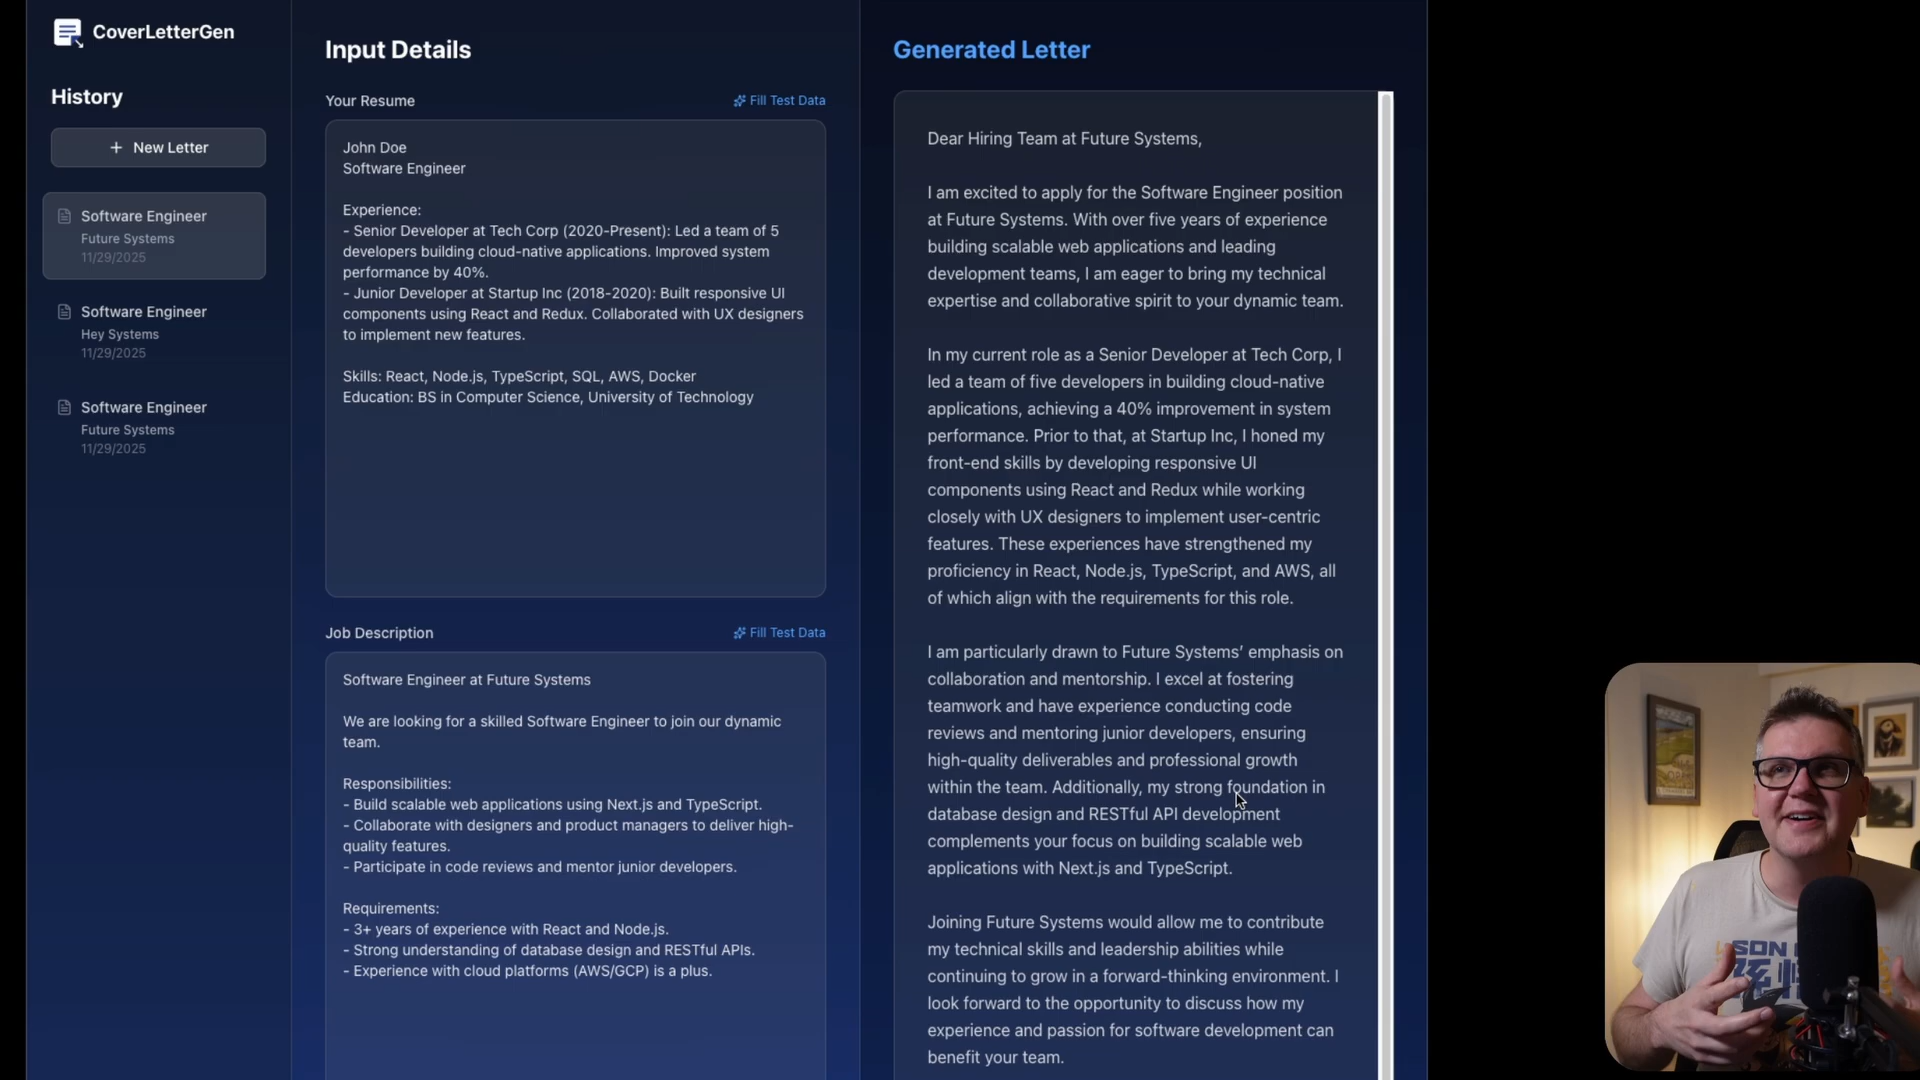 CoverLetterGen
History
+ New Letter
Software Engineer
Future Systems
11/29/2025
Software Engineer
Hey Systems
11/29/2025
Software Engineer
Future Systems
11/29/2025
Input Details
Your Resume
Fill Test Data
John Doe
Software Engineer
Experience:
- Senior Developer at Tech Corp (2020-Present): Led a team of 5
developers building cloud-native applications. Improved system
performance by 40%.
- Junior Developer at Startup Inc (2018-2020): Built responsive UI
components using React and Redux. Collaborated with UX designers
to implement new features.
Skills: React, Node.js, TypeScript, SQL, AWS, Docker
Education: BS in Computer Science, University of Technology
Job Description
Fill Test Data
Software Engineer at Future Systems
We are looking for a skilled Software Engineer to join our dynamic
team.
Responsibilities:
- Build scalable web applications using Next.js and TypeScript.
- Collaborate with designers and product managers to deliver high-
quality features.
- Participate in code reviews and mentor junior developers.
Requirements:
- 3+ years of experience with React and Node.js.
- Strong understanding of database design and RESTful APIs.
- Experience with cloud platforms (AWS/GCP) is a plus.
Generated Letter
Dear Hiring Team at Future Systems,
I am excited to apply for the Software Engineer position
at Future Systems. With over five years of experience
building scalable web applications and leading
development teams, I am eager to bring my technical
expertise and collaborative spirit to your dynamic team.
In my current role as a Senior Developer at Tech Corp, I
led a team of five developers in building cloud-native
applications, achieving a 40% improvement in system
performance. Prior to that, at Startup Inc, I honed my
front-end skills by developing responsive UI
components using React and Redux while working
closely with UX designers to implement user-centric
features. These experiences have strengthened my
proficiency in React, Node.js, TypeScript, and AWS, all
of which align with the requirements for this role.
I am particularly drawn to Future Systems’ emphasis on
collaboration and mentorship. I excel at fostering
teamwork and have experience conducting code
reviews and mentoring junior developers, ensuring
high-quality deliverables and professional growth
within the team. Additionally, my strong foundation in
database design and RESTful API development
complements your focus on building scalable web
applications with Next.js and TypeScript.
Joining Future Systems would allow me to contribute
my technical skills and leadership abilities while
continuing to grow in a forward-thinking environment. I
look forward to the opportunity to discuss how my
experience and passion for software development can
benefit your team.